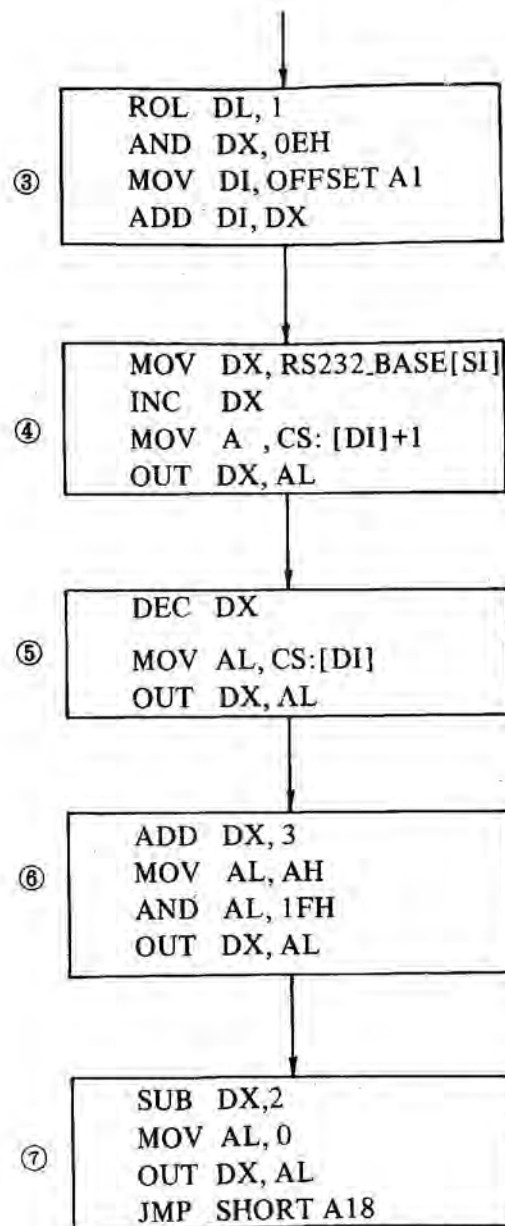 ③
ROL DL, 1
AND DX, 0EH
MOV DI, OFFSET A1
ADD DI, DX
④
MOV DX, RS232_BASE[SI]
INC DX
MOV A , CS: [DI]+1
OUT DX, AL
⑤
DEC DX
MOV AL, CS:[DI]
OUT DX, AL
⑥
ADD DX, 3
MOV AL, AH
AND AL, 1FH
OUT DX, AL
⑦
SUB DX,2
MOV AL, 0
OUT DX, AL
JMP SHORT A18